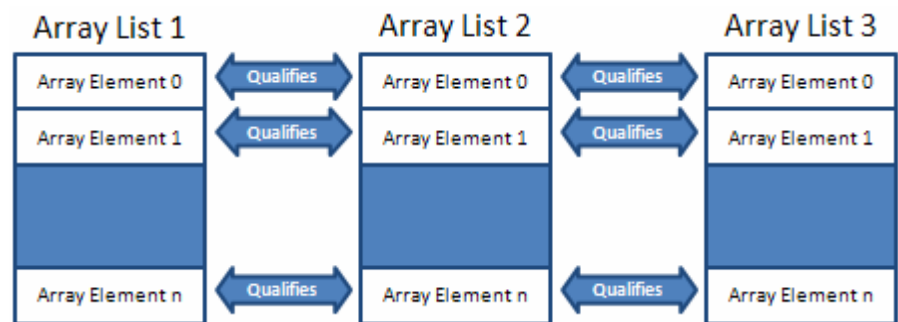 Array List 1 Array List 2 Array List 3
Array Element 0 Qualifies Array Element 0 Qualifies Array Element 0
Array Element 1 Qualifies Array Element 1 Qualifies Array Element 1
Array Element n Qualifies Array Element n Qualifies Array Element n